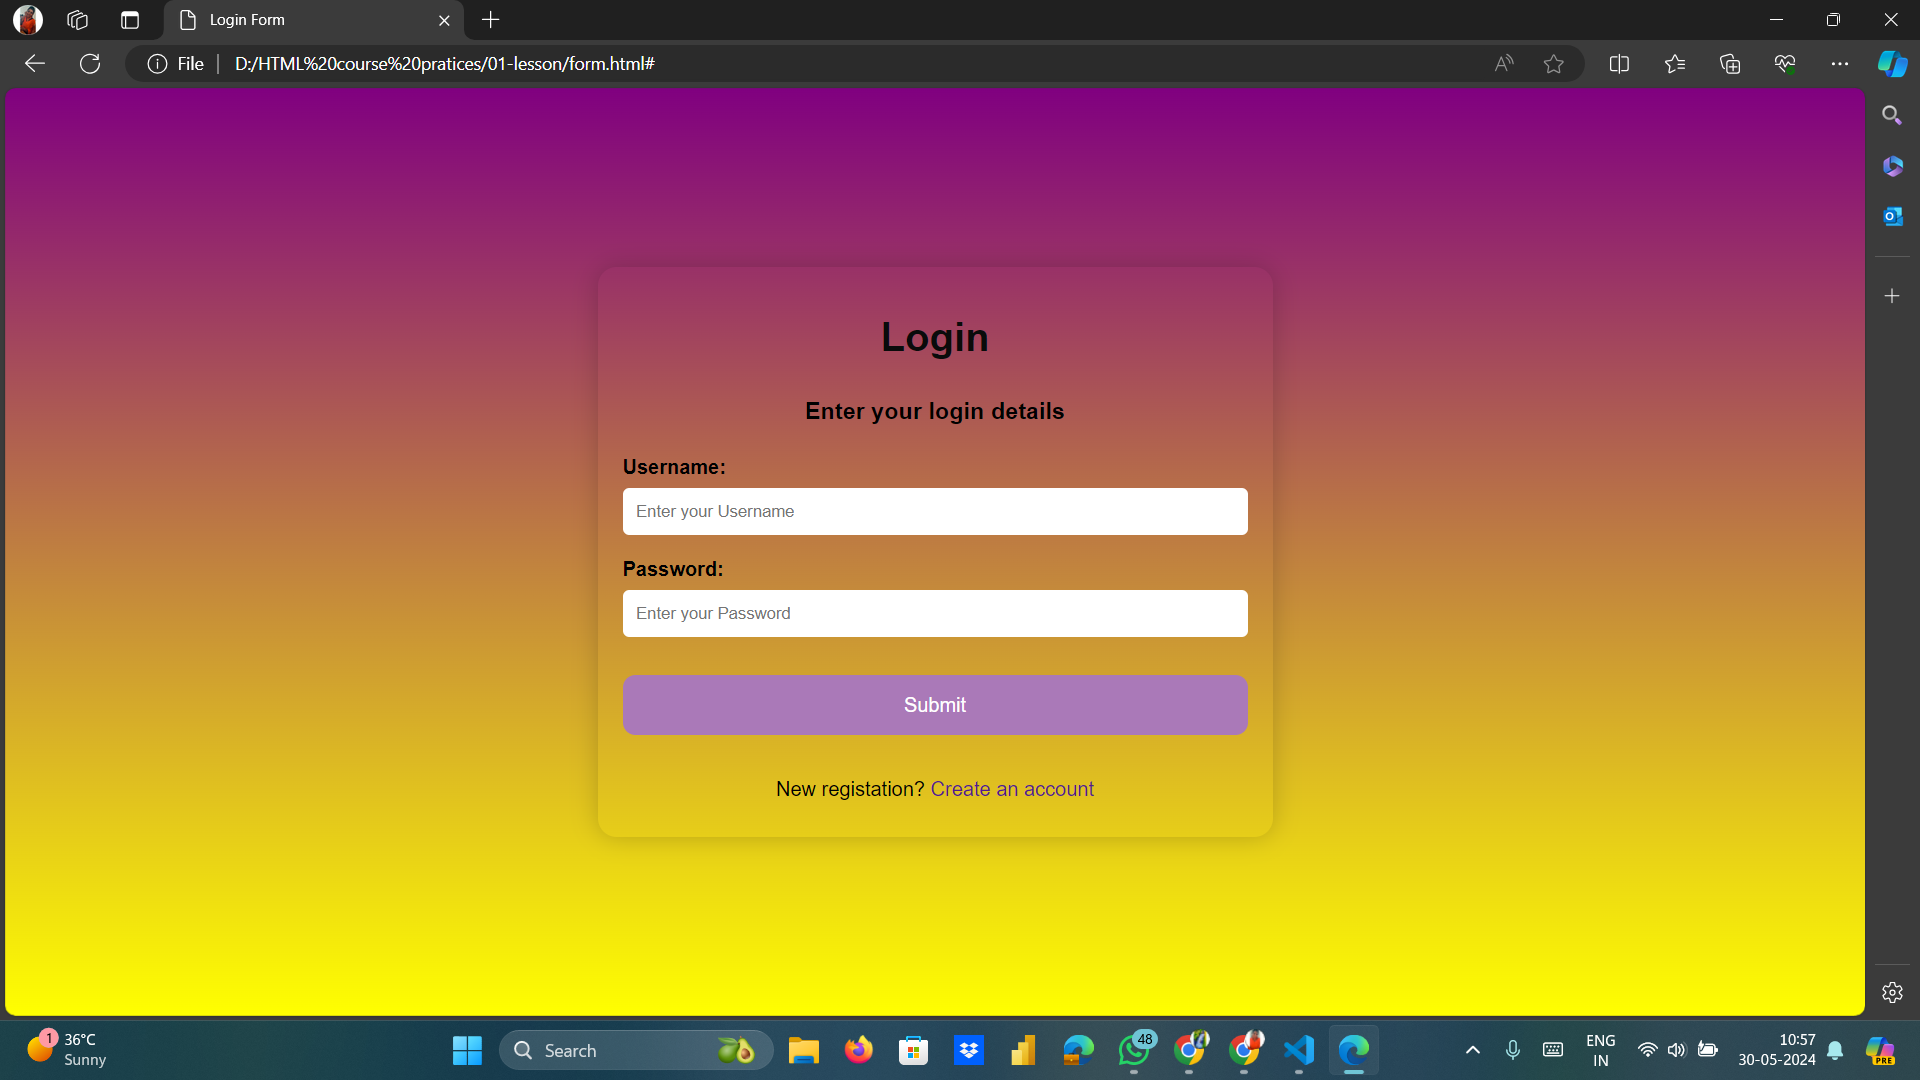 Login Form
File
D:/HTML%20course%20pratices/01-lesson/form.html#
Login
Enter your login details
Username:
Enter your Username
Password:
Enter your Password
Submit
New registation? Create an account
1
36°C
Sunny
Search
48
ENG
IN
10:57
30-05-2024
PRE